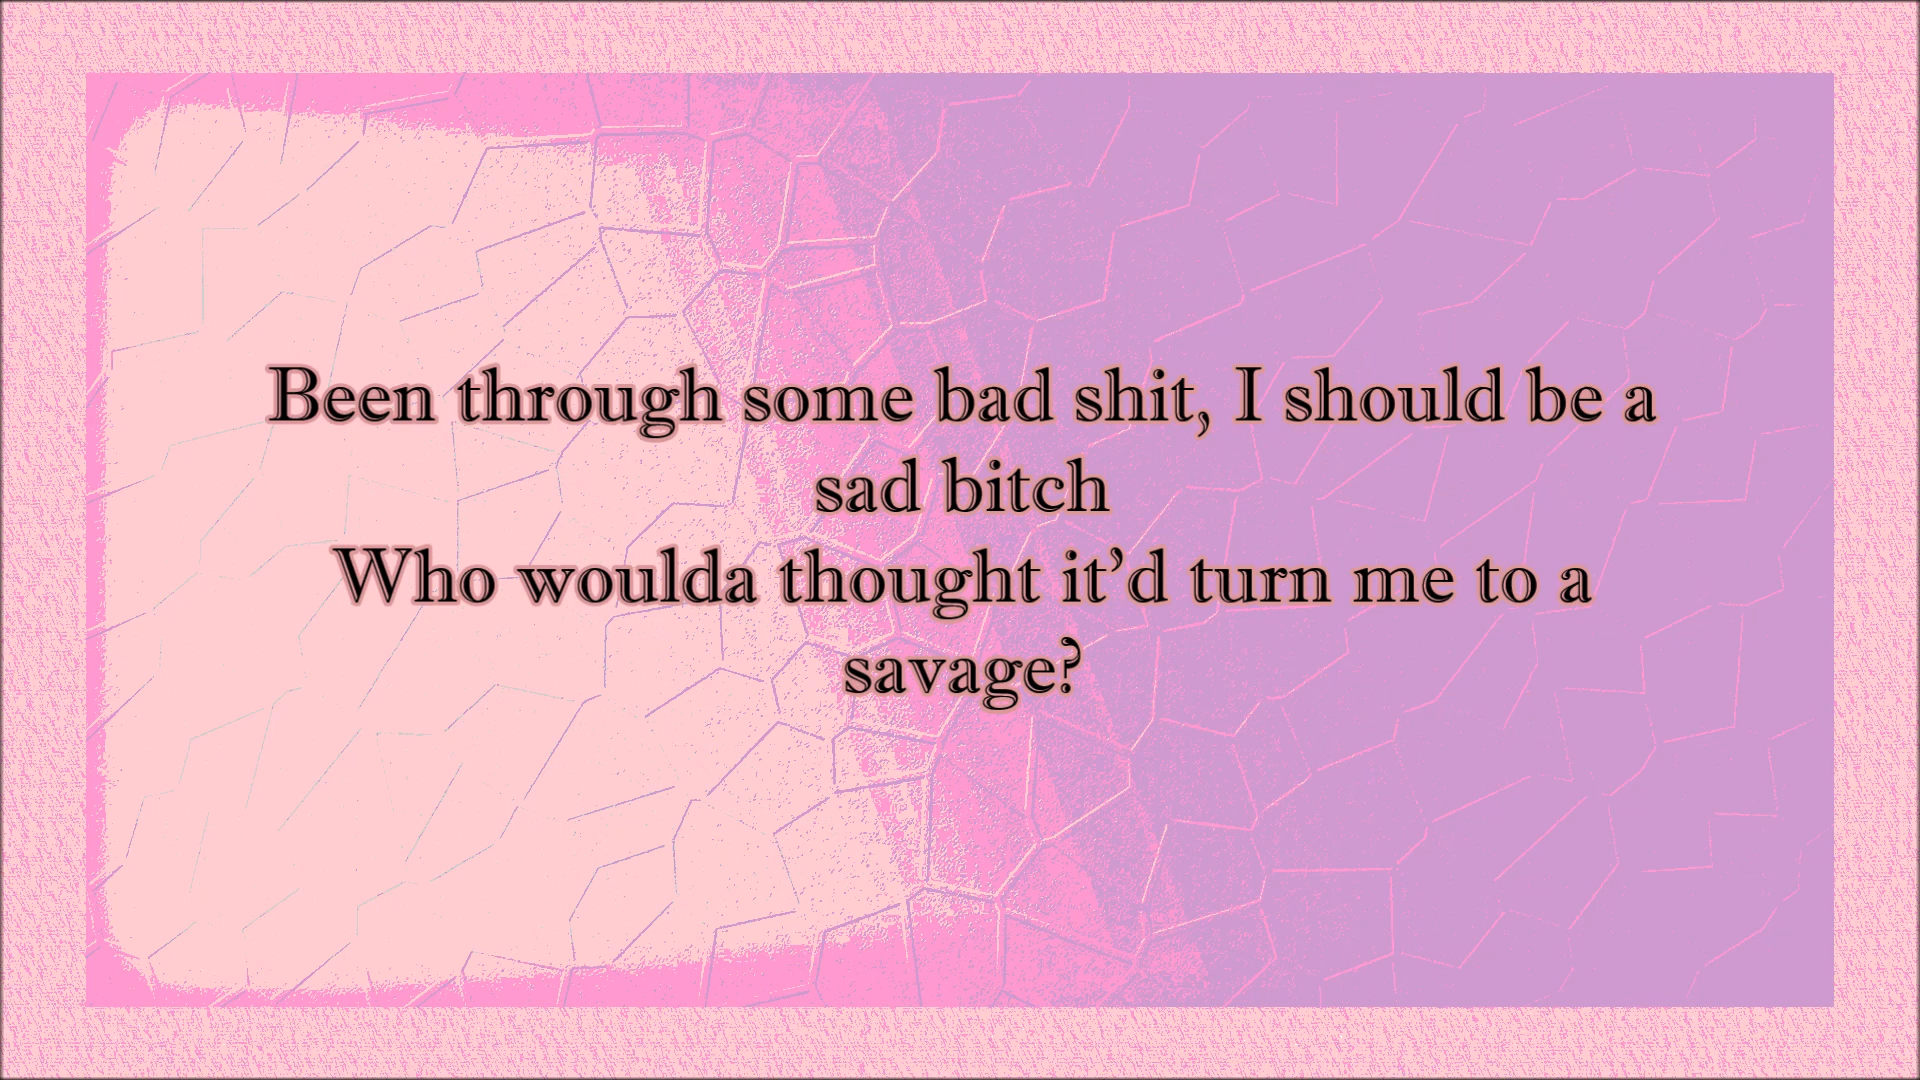 Been through some bad shit, I should be a
sad bitch
Who woulda thought it’d turn me to a
savage?